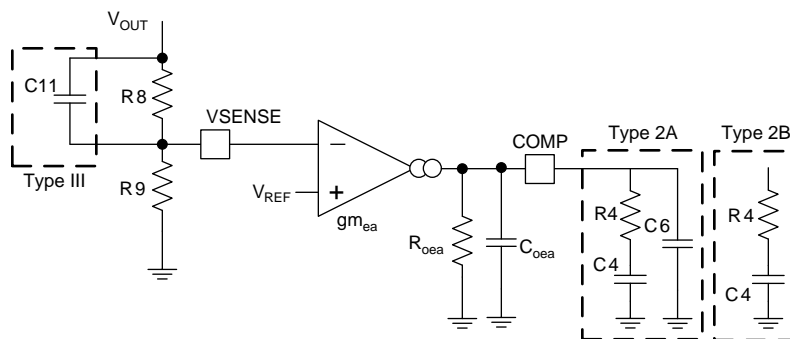 V_OUT
Type 2A
Type 2B
C11
R8
VSENSE
COMP
Type III
R9
V_REF
gm_ea
R_oea
C_oea
R4
C6
C4
R4
C4
−
+